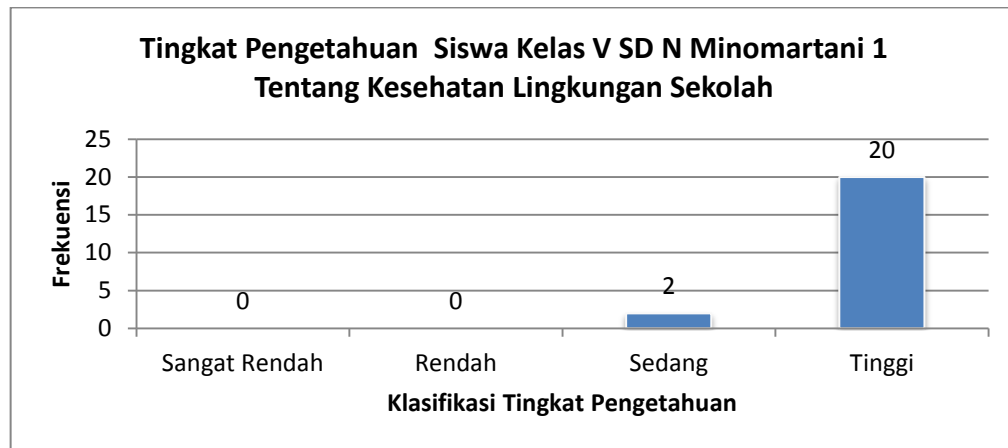 Tingkat Pengetahuan Siswa Kelas V SD N Minomartani 1
Tentang Kesehatan Lingkungan Sekolah
Frekuensi
25
20
15
10
5
0
0
0
2
20
Sangat Rendah
Rendah
Sedang
Tinggi
Klasifikasi Tingkat Pengetahuan